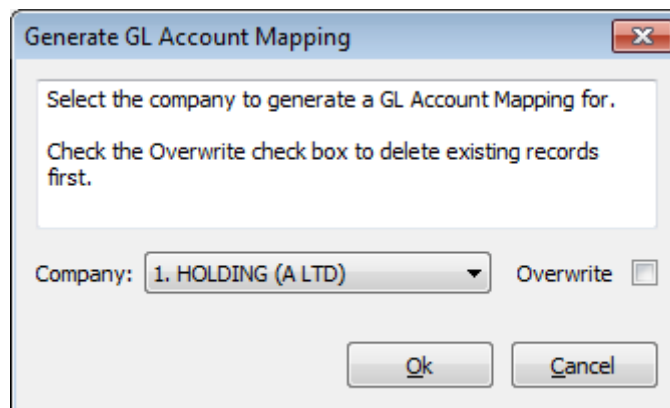 Generate GL Account Mapping
Select the company to generate a GL Account Mapping for.
Check the Overwrite check box to delete existing records
first.
Company: 1. HOLDING (A LTD) Overwrite
Ok Cancel